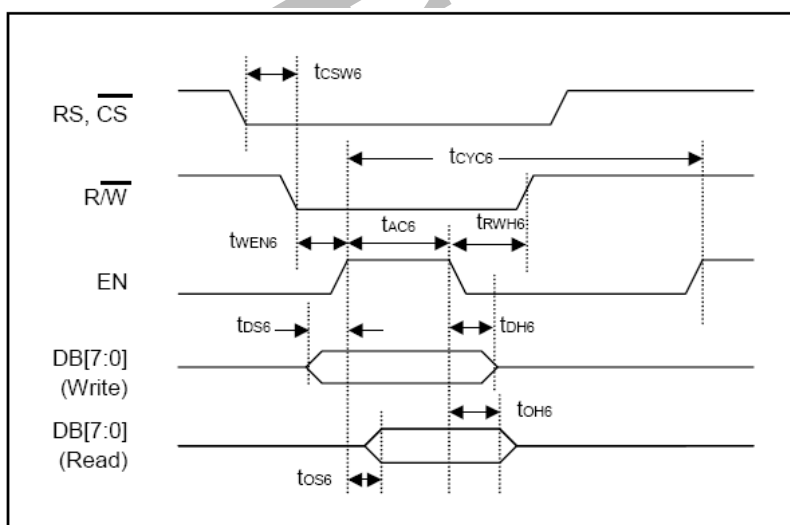 tCSW6
RS, CS
tCYC6
R/W
tAC6
tRWH6
tWEN6
EN
tDS6
tDH6
DB[7:0]
(Write)
tOH6
DB[7:0]
(Read)
tOS6